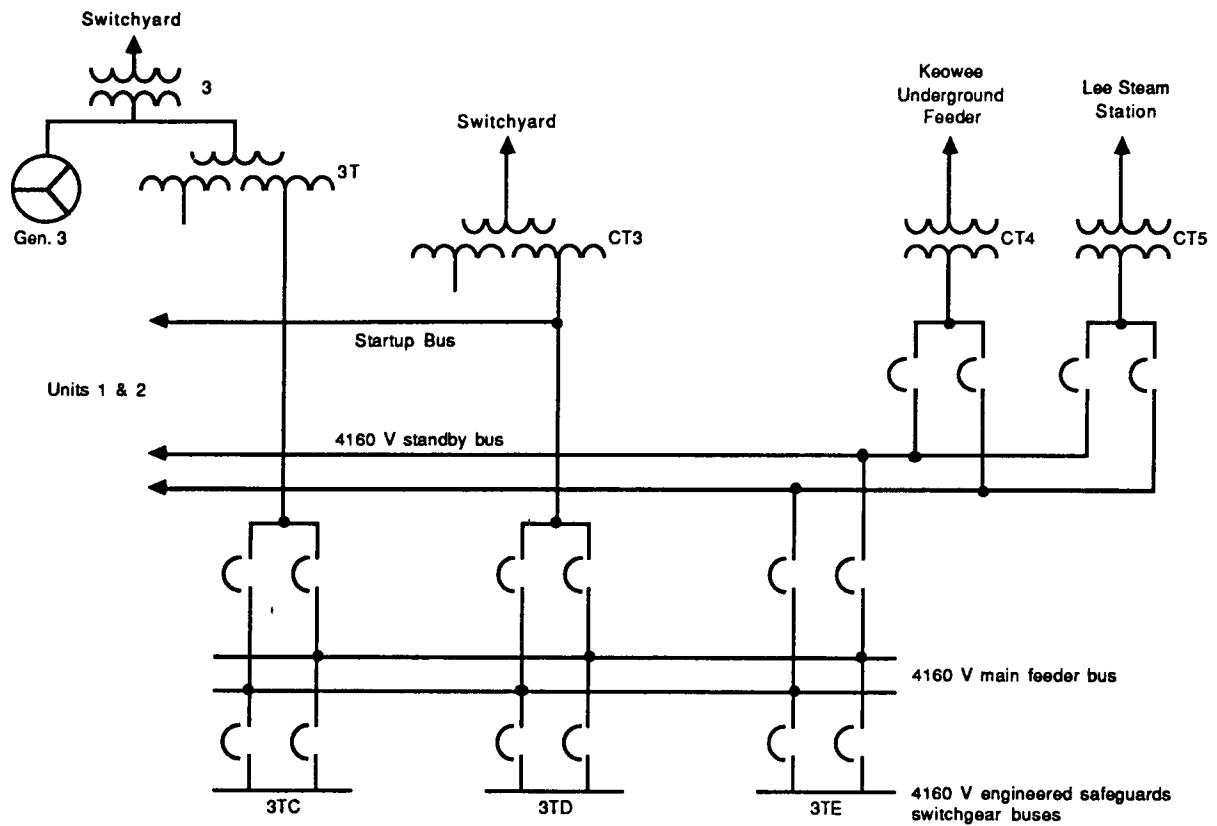 Switchyard
3
Keowee
Underground
Feeder
Lee Steam
Station
Switchyard
3T
Gen. 3
CT3
CT4
CT5
Startup Bus
Units 1 & 2
4160 V standby bus
4160 V main feeder bus
3TC
3TD
3TE
4160 V engineered safeguards
switchgear buses